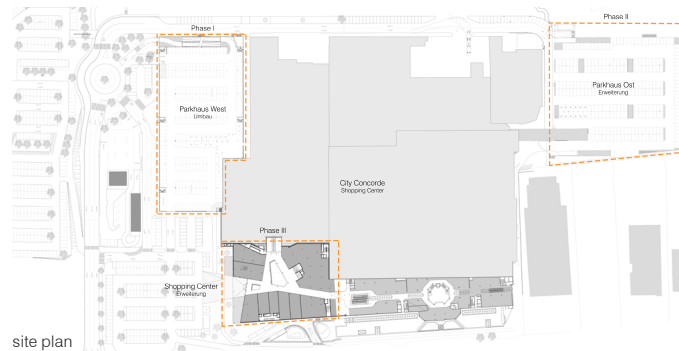 Phase I
Phase II
Parkhaus West
Umbau
Parkhaus Ost
Erweiterung
City Concorde
Shopping Center
Phase III
Shopping Center
Erweiterung
site plan